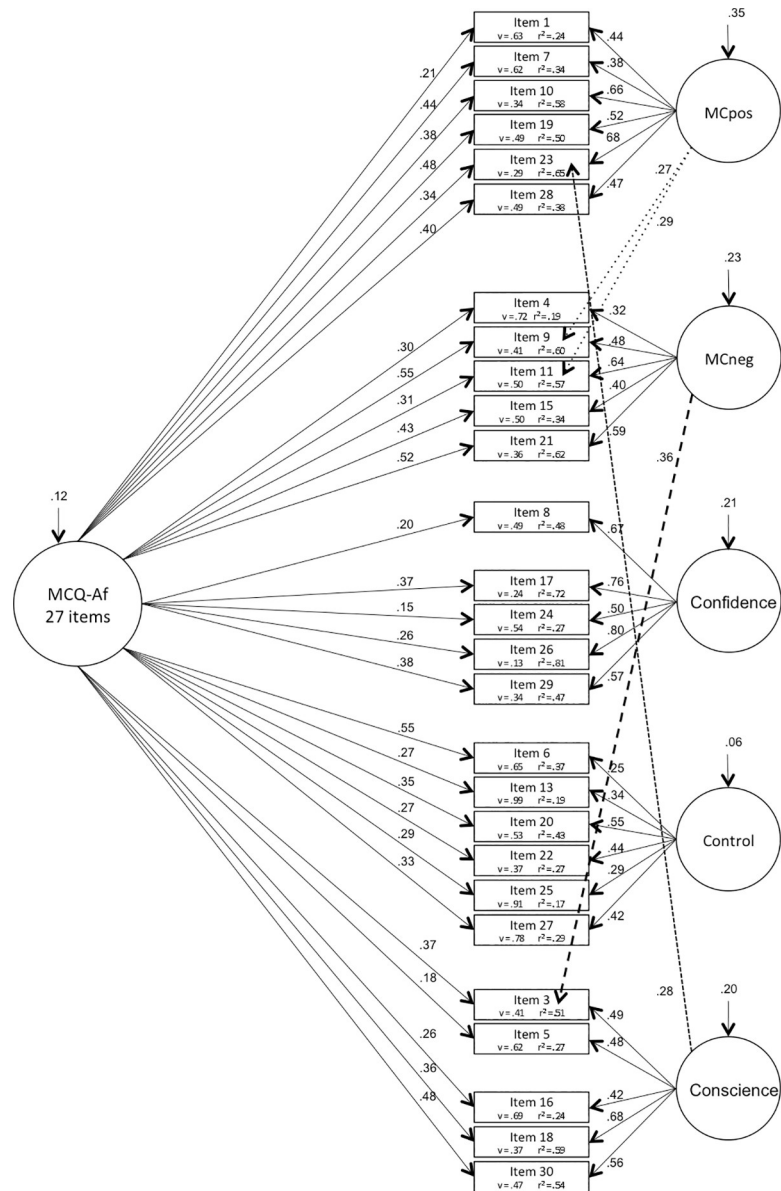 Item 1
v=.63 r²=.24
Item 7
v=.62 r²=.34
Item 10
v=.34 r²=.58
Item 19
v=.49 r²=.50
Item 23
v=.29 r²=.65
Item 28
v=.49 r²=.38
.21
.44
.38
.48
.34
.40
.44
.38
.66
.52
68
.47
.35
MCpos
.27
.29
Item 4
v=.72 r²=.19
Item 9
v=.41 r²=.60
Item 11
v=.50 r²=.57
Item 15
v=.50 r²=.34
Item 21
v=.36 r²=.62
.30
.55
.31
.43
.52
.32
.48
.64
.40
.59
.23
MCneg
.36
.12
MCQ-Af
27 items
Item 8
v=.49 r²=.48
Item 17
v=.24 r²=.72
Item 24
v=.54 r²=.27
Item 26
v=.13 r²=.81
Item 29
v=.34 r²=.47
.20
.37
.15
.26
.38
.67
.76
.50
.80
.57
.21
Confidence
Item 6
v=.65 r²=.37
Item 13
v=.99 r²=.19
Item 20
v=.53 r²=.43
Item 22
v=.37 r²=.27
Item 25
v=.91 r²=.17
Item 27
v=.78 r²=.29
.55
.27
.35
.27
.29
.33
.25
.34
.55
.44
.29
.42
.06
Control
Item 3
v=.41 r²=.51
Item 5
v=.62 r²=.27
Item 16
v=.69 r²=.24
Item 18
v=.37 r²=.59
Item 30
v=.47 r²=.54
.37
.18
.26
.36
.48
.49
.48
.42
.68
.56
.28
.20
Conscience